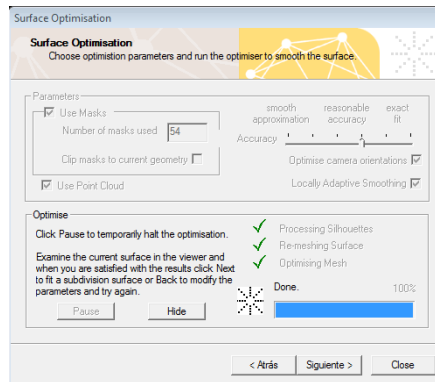 Surface Optimisation
Surface Optimisation
Choose optimistion parameters and run the optimiser to smooth the surface.
Parameters
Use Masks
Number of masks used 54
Clip masks to current geometry
Use Point Cloud
smooth approximation
reasonable accuracy
exact fit
Accuracy
Optimise camera orientations
Locally Adaptive Smoothing
Optimise
Click Pause to temporarily halt the optimisation.
Examine the current surface in the viewer and
when you are satisfied with the results click Next
to fit a subdivision surface or Back to modify the
parameters and try again.
Pause
Hide
Processing Silhouettes
Re-meshing Surface
Optimising Mesh
Done. 100%
< Atrás
Siguiente >
Close